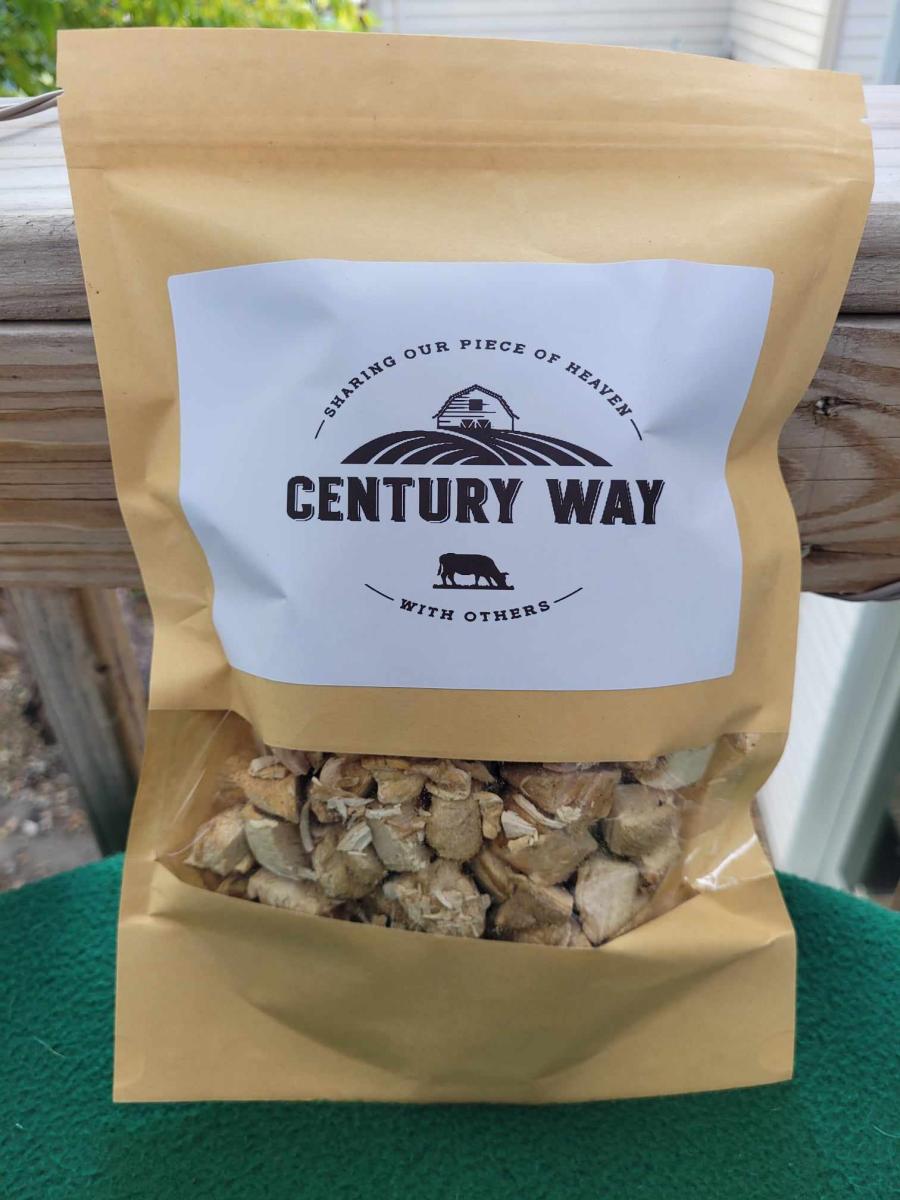 SHARING OUR PIECE OF HEAVEN
CENTURY WAY
WITH OTHERS